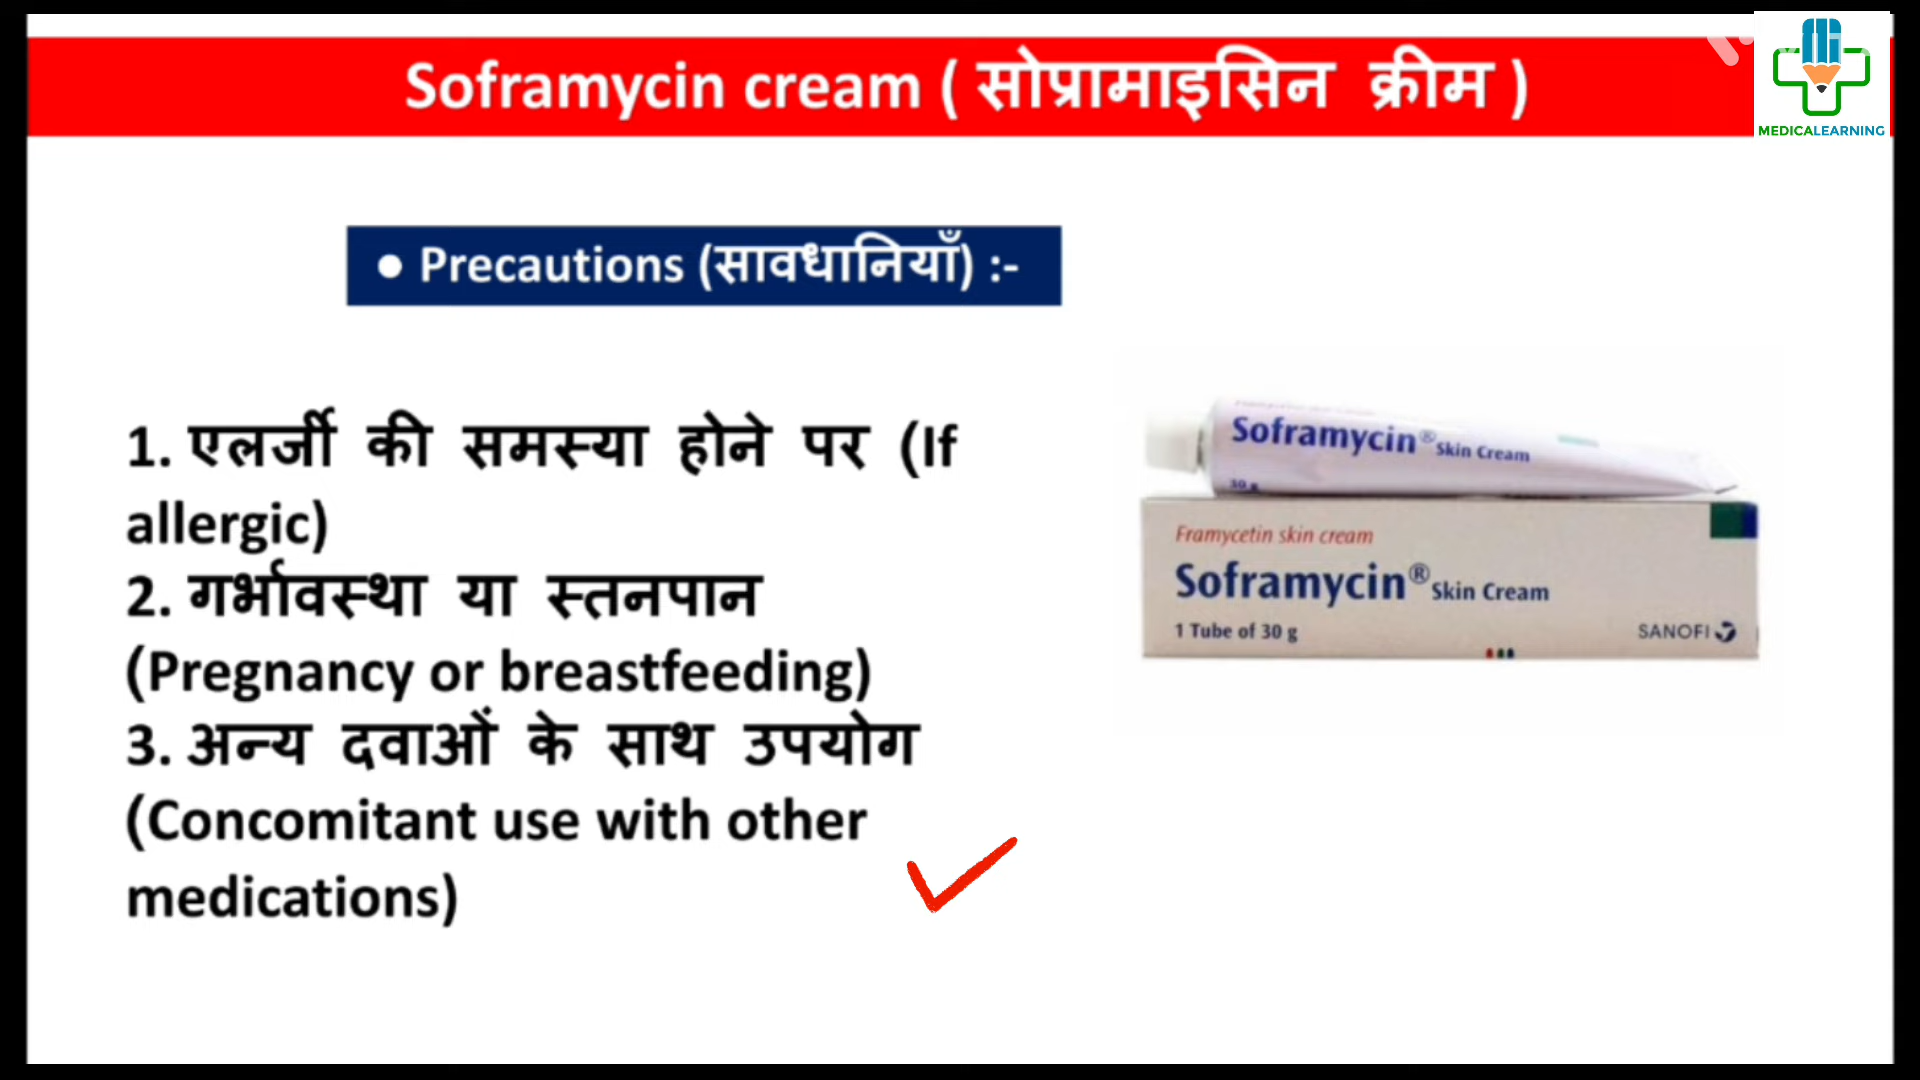 Soframycin cream ( सोप्रामाइसिन क्रीम )
MEDICALEARNING
● Precautions (सावधानियाँ) :-
1. एलर्जी की समस्या होने पर (If
allergic)
2. गर्भावस्था या स्तनपान
(Pregnancy or breastfeeding)
3. अन्य दवाओं के साथ उपयोग
(Concomitant use with other
medications)
Soframycin® Skin Cream
30 g
Framycetin skin cream
Soframycin® Skin Cream
1 Tube of 30 g
SANOFI